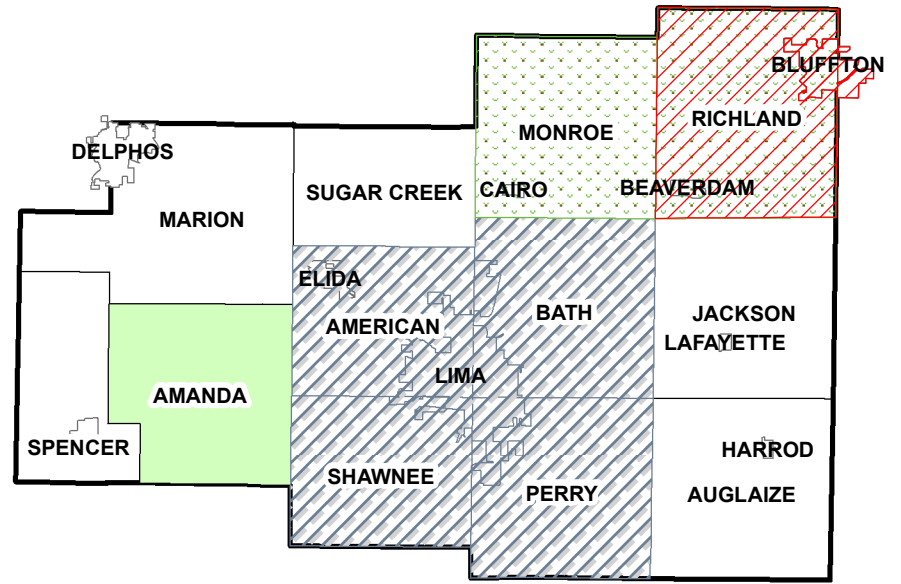 BLUFFTON
RICHLAND
MONROE
DELPHOS
CAIRO
BEAVERDAM
SUGAR CREEK
MARION
ELIDA
AMERICAN
BATH
JACKSON
LAFAYETTE
LIMA
AMANDA
SPENCER
HARROD
SHAWNEE
PERRY
AUGLAIZE